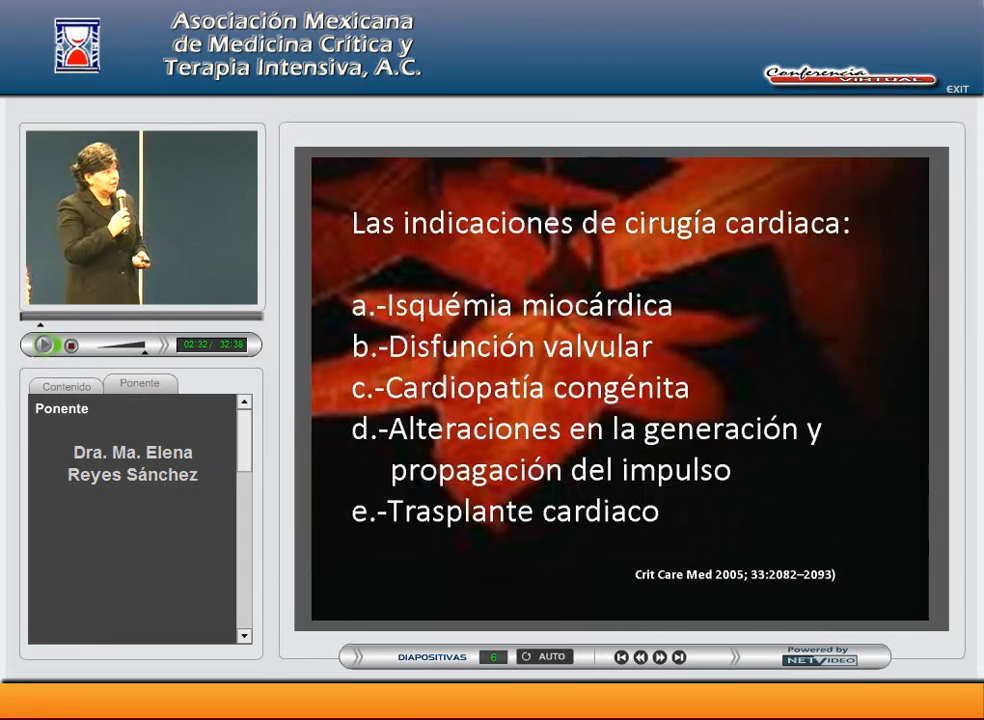 Asociación Mexicana
de Medicina Crítica y
Terapia Intensiva, A.C.
Conferencia
VIRTUAL
EXIT
02:32 / 32:38
Contenido
Ponente
Ponente
Dra. Ma. Elena
Reyes Sánchez
Las indicaciones de cirugía cardiaca:
a.-Isquémia miocárdica
b.-Disfunción valvular
c.-Cardiopatía congénita
d.-Alteraciones en la generación y
propagación del impulso
e.-Trasplante cardiaco
Crit Care Med 2005; 33:2082–2093)
DIAPOSITIVAS
6
AUTO
Powered by
NETVIDEO